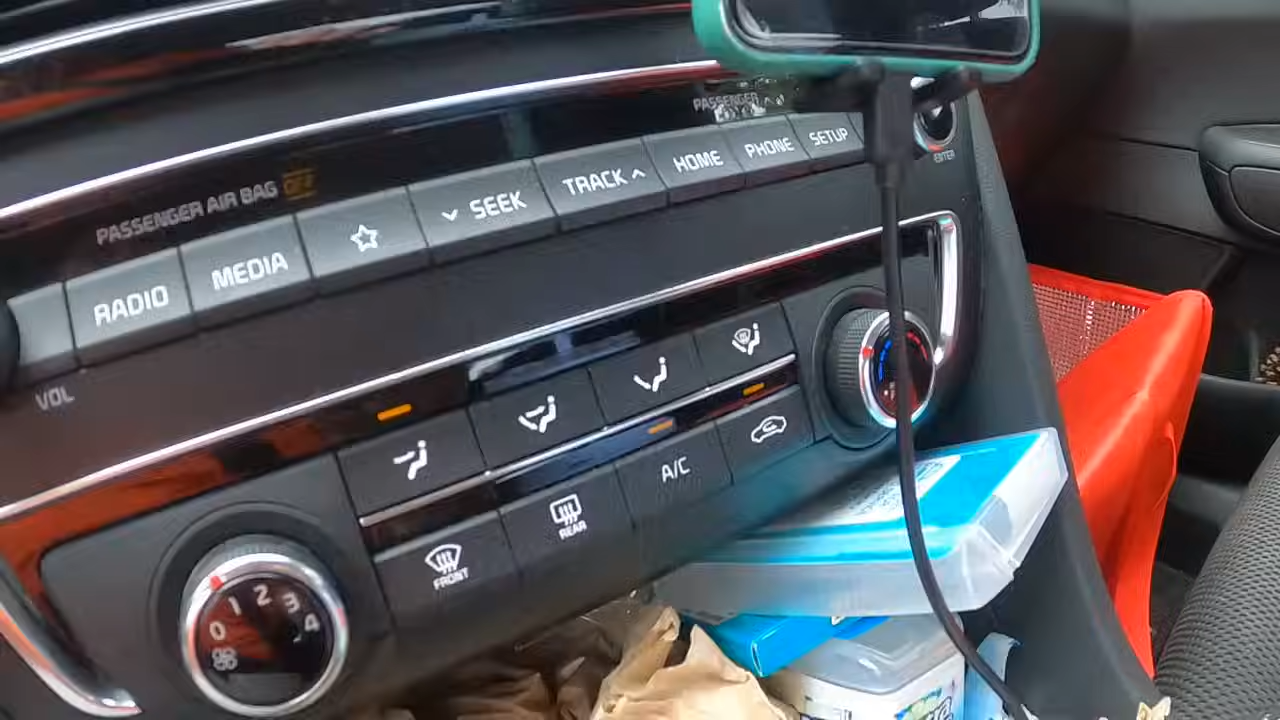 PASSENGER
PASSENGER AIR BAG OFF
RADIO
MEDIA
SEEK
TRACK
HOME
PHONE
SETUP
ENTER
VOL
A/C
REAR
FRONT
0 1 2 3 4